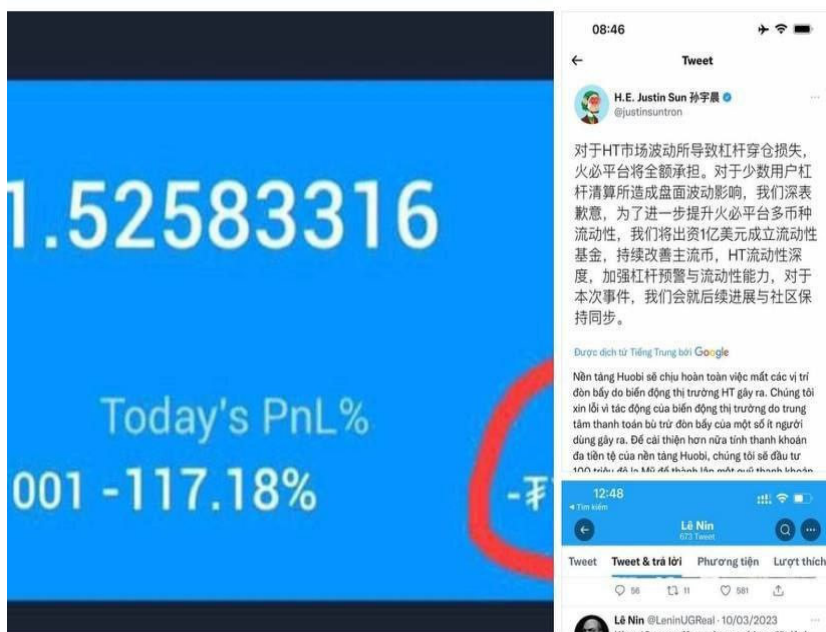 1.52583316
Today's PnL%
001 -117.18%
-₮
08:46
Tweet
H.E. Justin Sun 孙宇晨
@justinsuntron
对于HT市场波动所导致杠杆穿仓损失,
火必平台将全额承担。对于少数用户杠
杆清算所造成盘面波动影响，我们深表
歉意，为了进一步提升火必平台多币种
流动性，我们将出资1亿美元成立流动性
基金，持续改善主流币，HT流动性深
度，加强杠杆预警与流动性能力，对于
本次事件，我们会就后续进展与社区保
持同步。
Được dịch từ Tiếng Trung bởi Google
Nền tảng Huobi sẽ chịu hoàn toàn việc mất các vị trí
đòn bẩy do biến động thị trường HT gây ra. Chúng tôi
xin lỗi vì tác động của biến động thị trường do trung
tâm thanh toán bù trừ đòn bẩy của một số ít người
dùng gây ra. Để cải thiện hơn nữa tính thanh khoản
đa tiền tệ của nền tảng Huobi, chúng tôi sẽ đầu tư
100 triệu đô la Mỹ để thành lập một quỹ thanh khoản
12:48
Tìm kiếm
Lê Nin
673 Tweet
Tweet Tweet & trả lời Phương tiện Lượt thích
56 11 581
Lê Nin @LeninUGReal · 10/03/2023